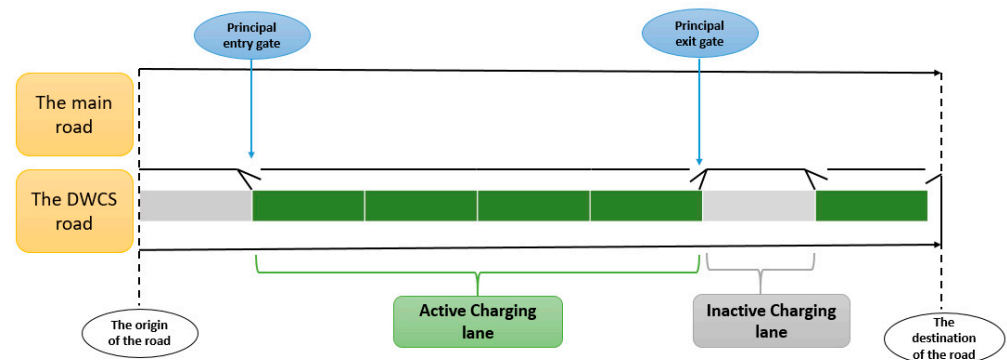 Principal
entry gate
Principal
exit gate
The main
road
The DWCS
road
Active Charging
lane
Inactive Charging
lane
The origin
of the road
The
destination
of the road